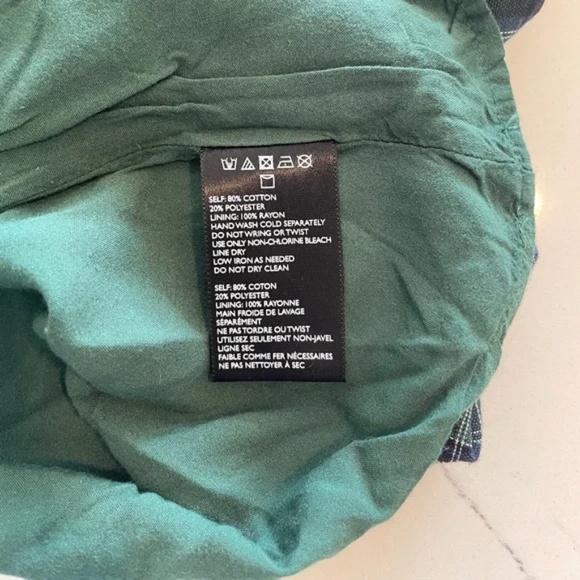 SELF: 80% COTTON
20% POLYESTER
LINING: 100% RAYON
HAND WASH COLD SEPARATELY
DO NOT WRING OR TWIST
USE ONLY NON-CHLORINE BLEACH
LINE DRY
LOW IRON AS NEEDED
DO NOT DRY CLEAN
SELF: 80% COTON
20% POLYESTER
LINING: 100% RAYONNE
MAIN FROIDE DE LAVAGE
SÉPARÉMENT
NE PAS TORDRE OU TWIST
UTILISEZ SEULEMENT NON-JAVEL
LIGNE SEC
FAIBLE COMME FER NÉCESSAIRES
NE PAS NETTOYER À SEC